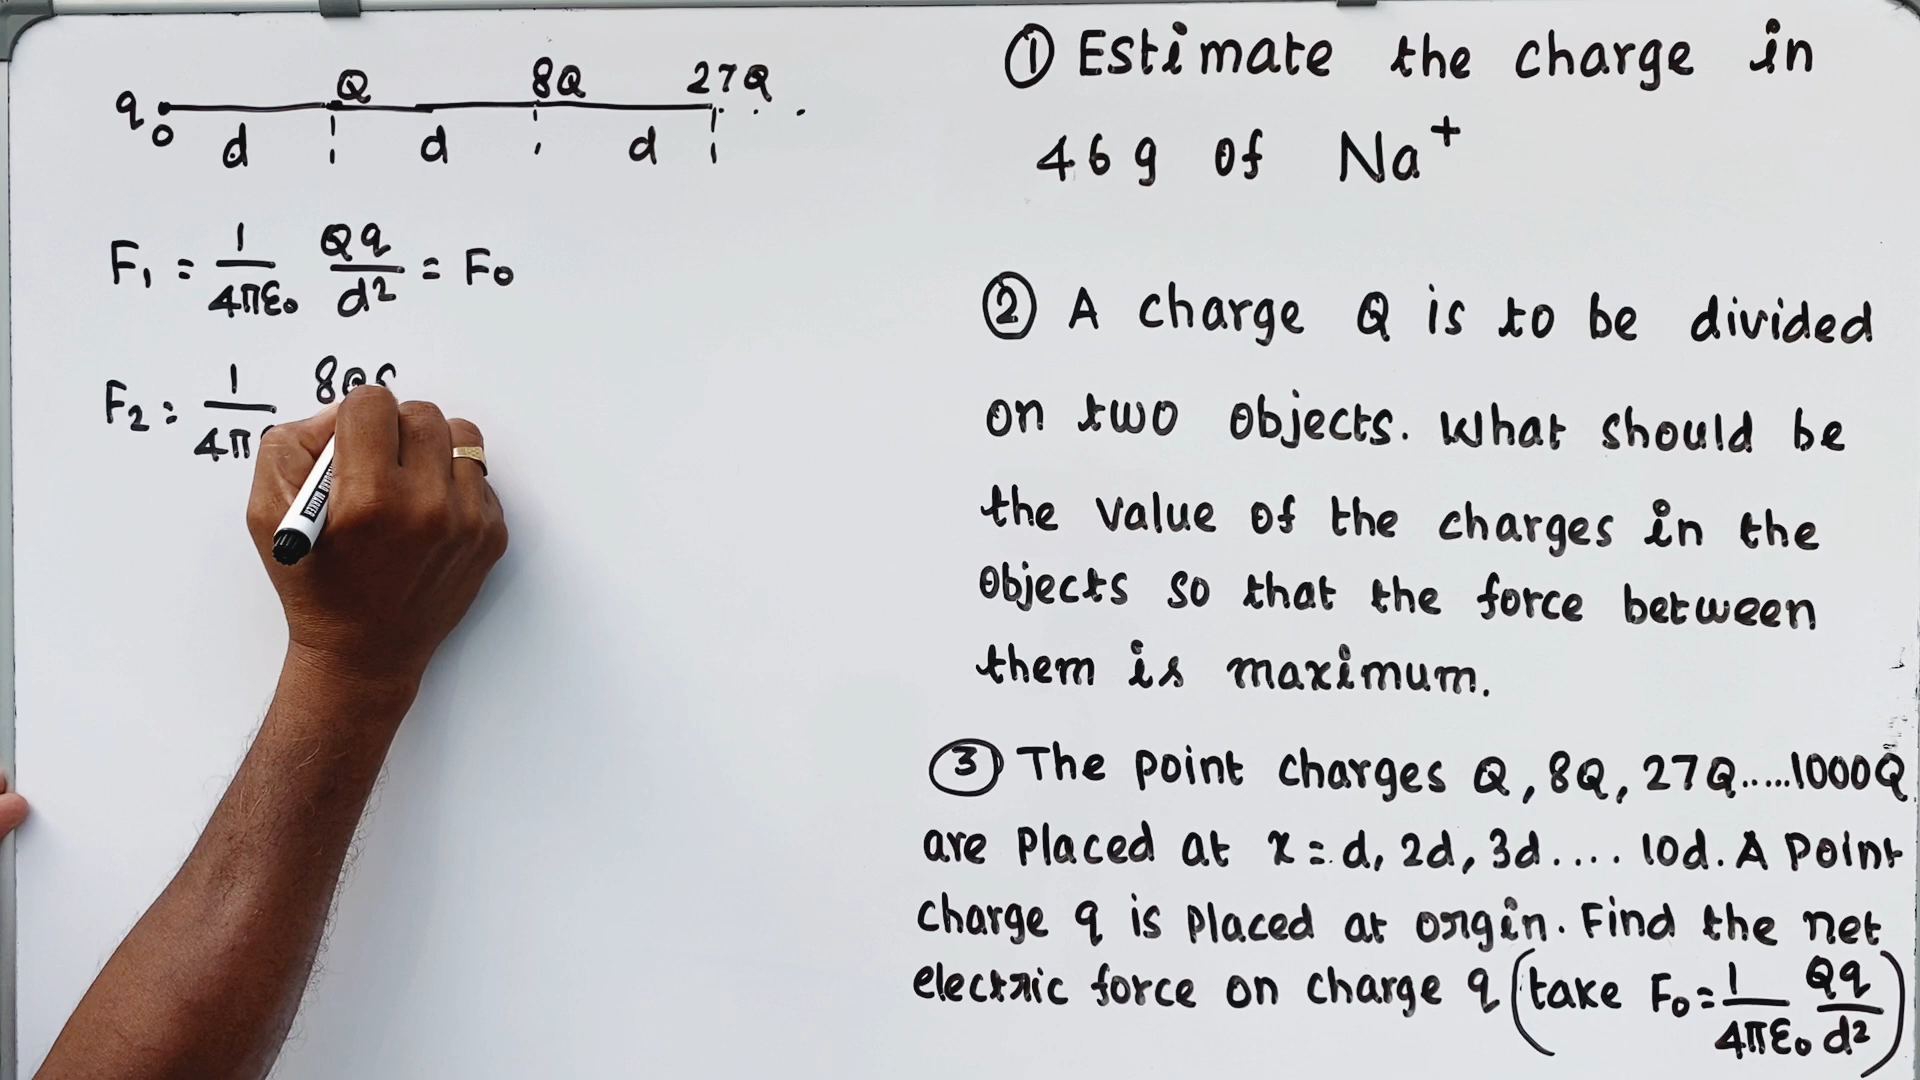 Q 8Q 27Q
q . . .
0 d d d
F₁ = 1/4πε₀ Qq/d² = F₀
F₂ = 1/4π 8Q
① Estimate the charge in
46 g of Na⁺
② A charge Q is to be divided
on two objects. What should be
the value of the charges in the
objects so that the force between
them is maximum.
③ The point charges Q, 8Q, 27Q.....1000Q
are placed at x = d, 2d, 3d .... 10d. A point
charge q is placed at origin. Find the net
electric force on charge q (take F₀ = 1/4πε₀ Qq/d²)